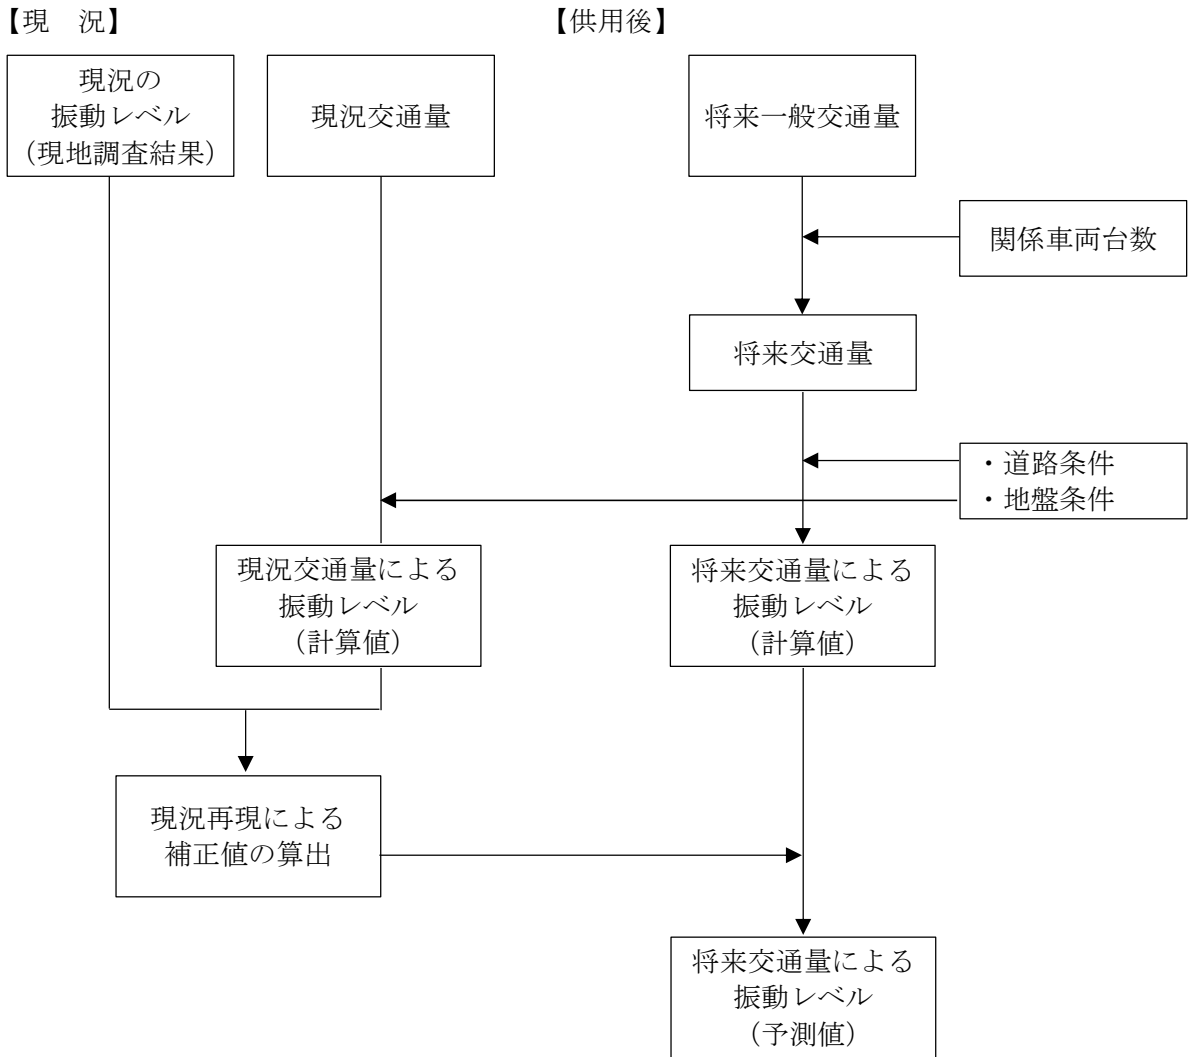 【現　況】
【供用後】
現況の
振動レベル
（現地調査結果）
現況交通量
将来一般交通量
関係車両台数
将来交通量
・道路条件
・地盤条件
現況交通量による
振動レベル
（計算値）
将来交通量による
振動レベル
（計算値）
現況再現による
補正値の算出
将来交通量による
振動レベル
（予測値）